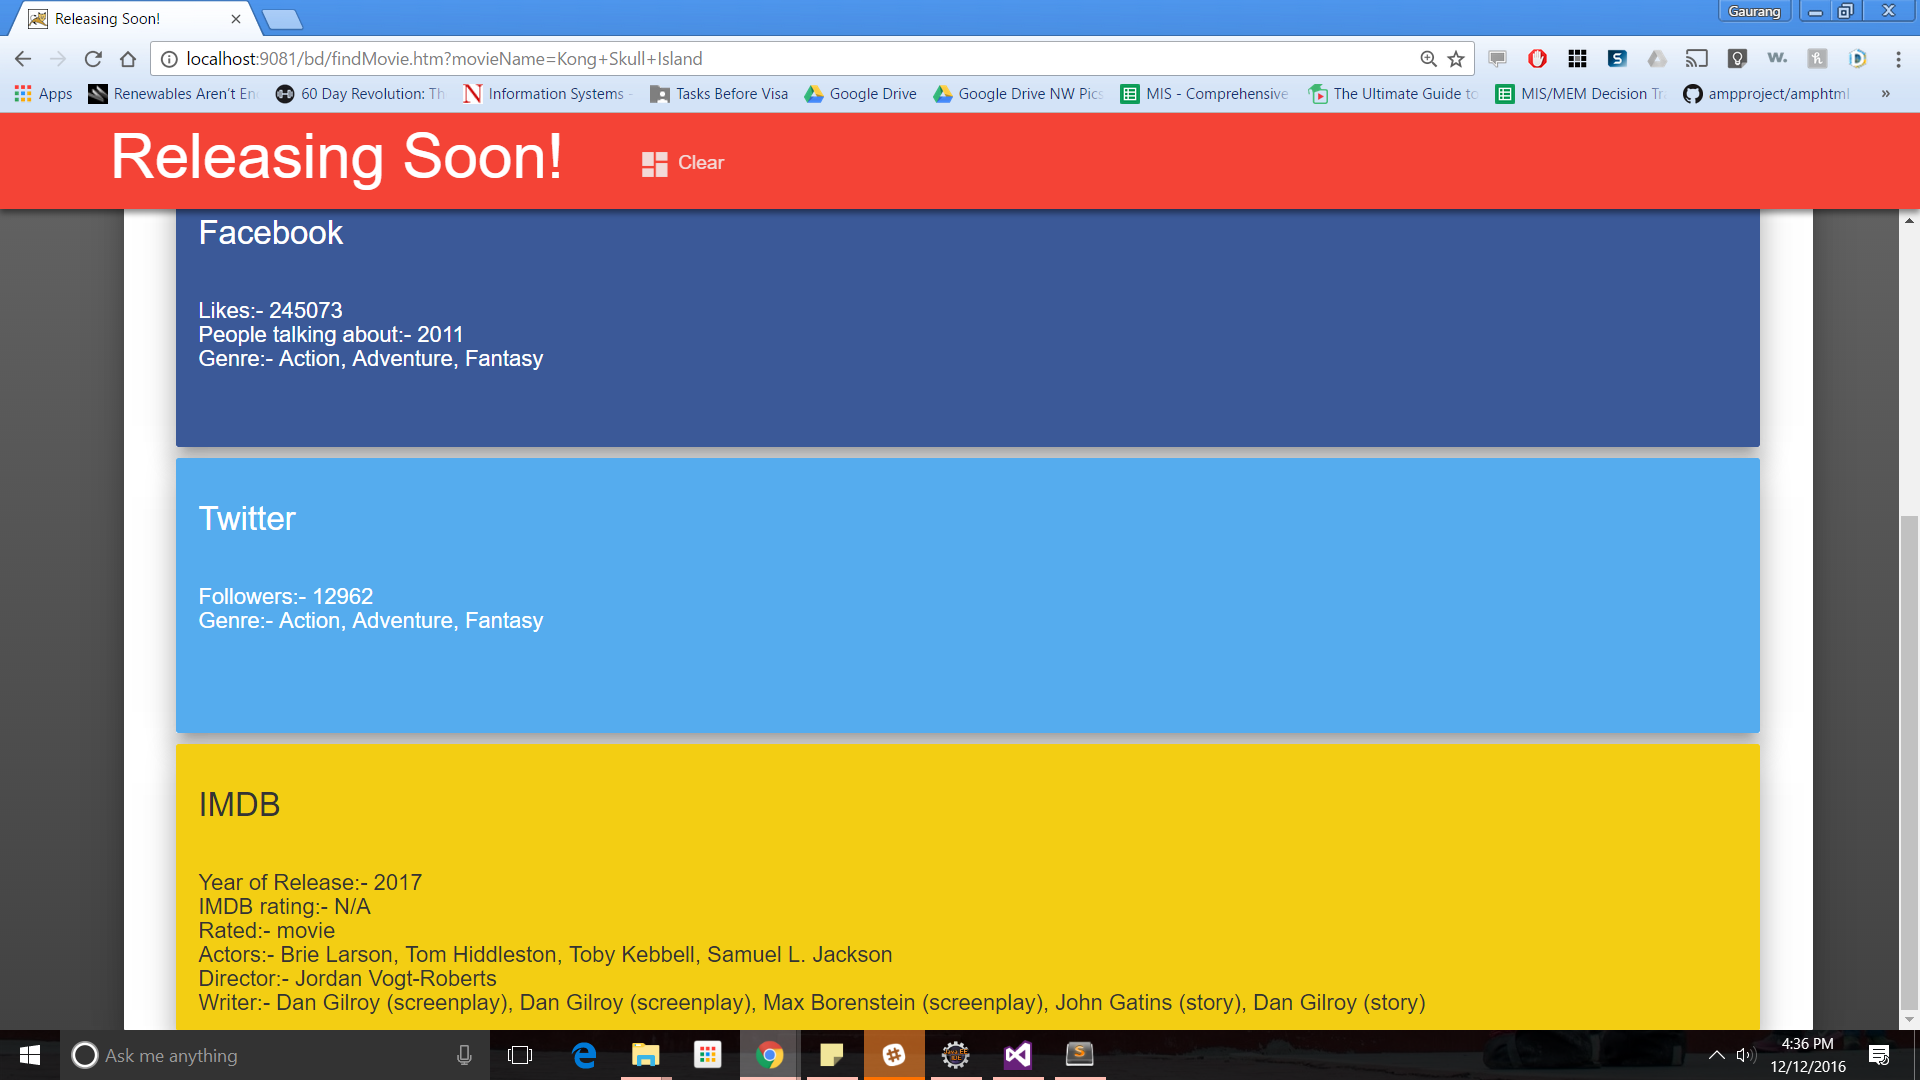 Releasing Soon!
Gaurang
localhost:9081/bd/findMovie.htm?movieName=Kong+Skull+Island
Apps
Renewables Aren't En
60 Day Revolution: Th
Information Systems -
Tasks Before Visa
Google Drive
Google Drive NW Pics
MIS - Comprehensive
The Ultimate Guide to
MIS/MEM Decision Tra
ampproject/amphtml
»
Releasing Soon!
Clear
Facebook
Likes:- 245073
People talking about:- 2011
Genre:- Action, Adventure, Fantasy
Twitter
Followers:- 12962
Genre:- Action, Adventure, Fantasy
IMDB
Year of Release:- 2017
IMDB rating:- N/A
Rated:- movie
Actors:- Brie Larson, Tom Hiddleston, Toby Kebbell, Samuel L. Jackson
Director:- Jordan Vogt-Roberts
Writer:- Dan Gilroy (screenplay), Dan Gilroy (screenplay), Max Borenstein (screenplay), John Gatins (story), Dan Gilroy (story)
Ask me anything
4:36 PM
12/12/2016